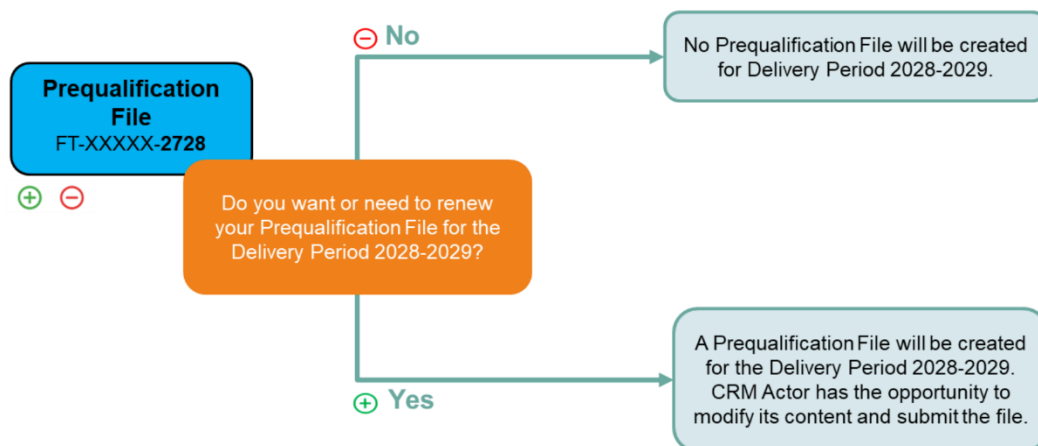 No
No Prequalification File will be created
for Delivery Period 2028-2029.
Prequalification
File
FT-XXXXX-2728
Do you want or need to renew
your Prequalification File for the
Delivery Period 2028-2029?
A Prequalification File will be created
for the Delivery Period 2028-2029.
CRM Actor has the opportunity to
modify its content and submit the file.
Yes